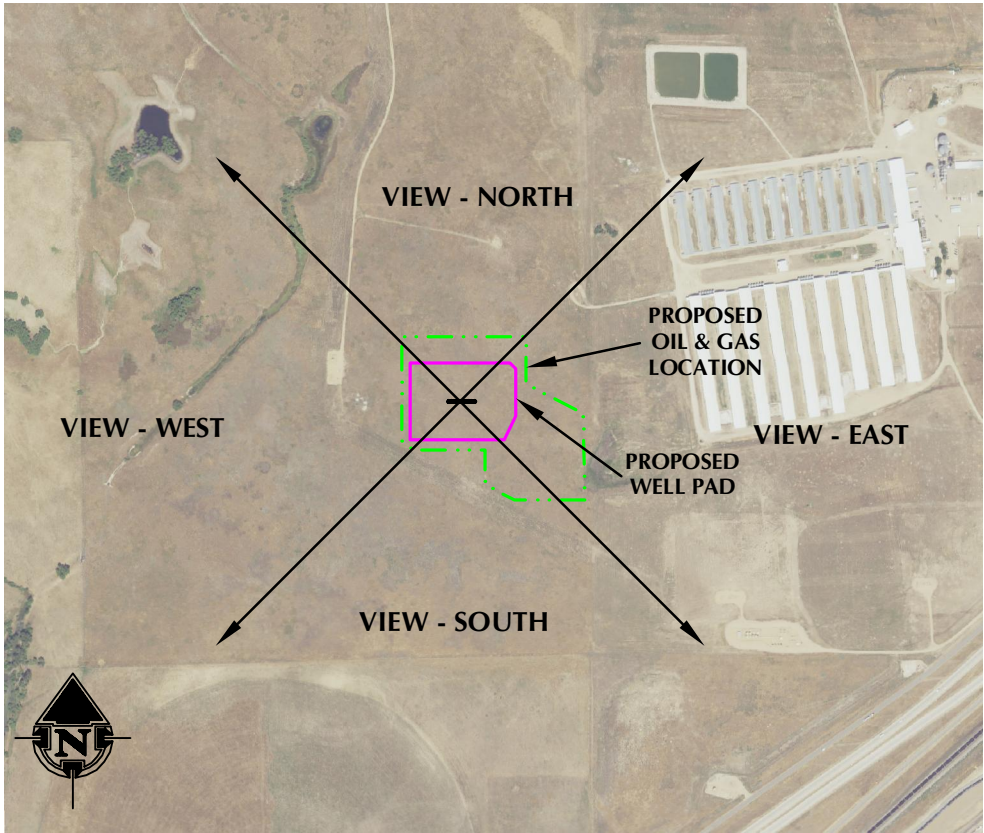 VIEW - NORTH
PROPOSED
OIL & GAS
LOCATION
VIEW - WEST
VIEW - EAST
PROPOSED
WELL PAD
VIEW - SOUTH
N